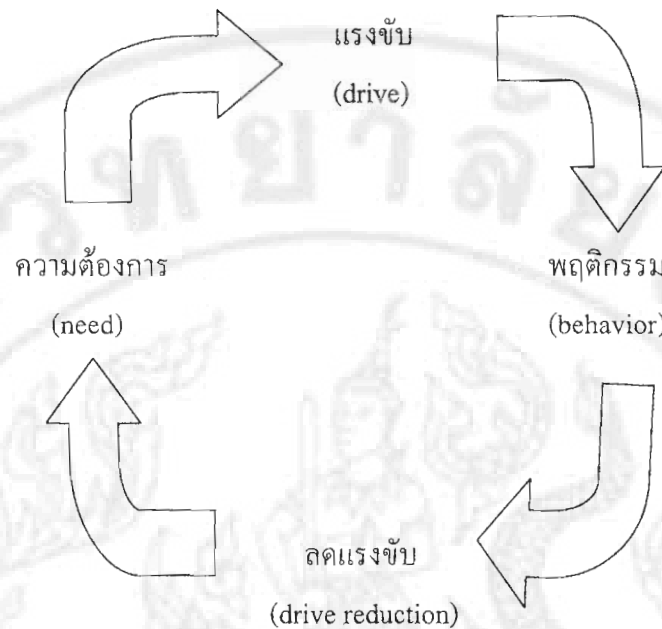 แรงขับ
(drive)
ความต้องการ
(need)
พฤติกรรม
(behavior)
ลดแรงขับ
(drive reduction)